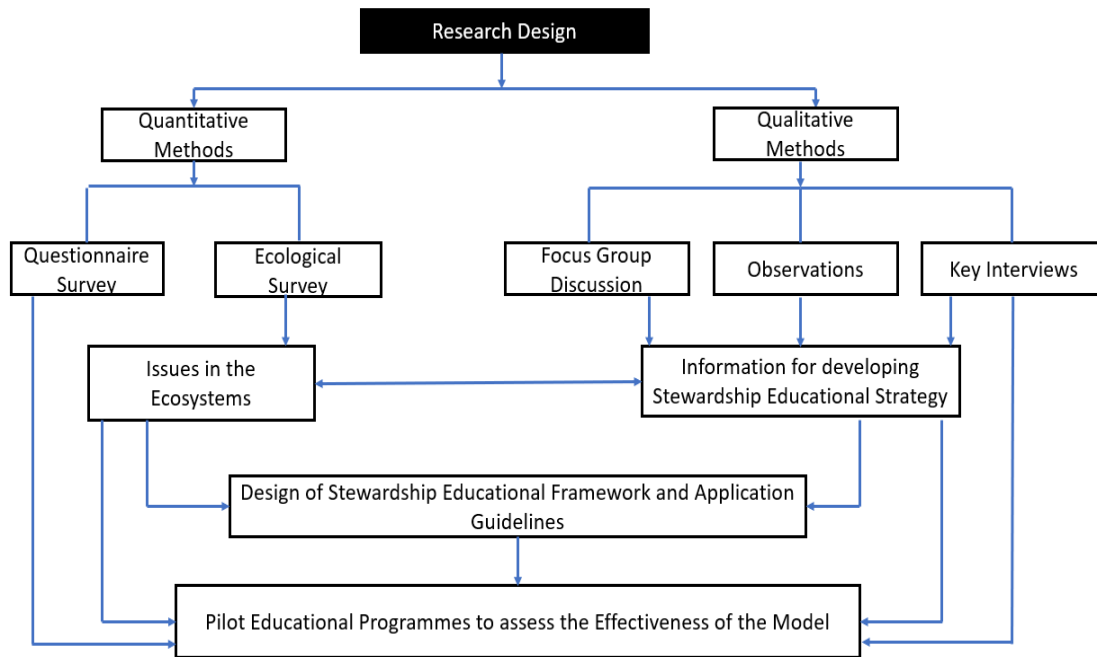 Research Design
Quantitative
Methods
Qualitative
Methods
Questionnaire
Survey
Ecological
Survey
Focus Group
Discussion
Observations
Key Interviews
Issues in the
Ecosystems
Information for developing
Stewardship Educational Strategy
Design of Stewardship Educational Framework and Application
Guidelines
Pilot Educational Programmes to assess the Effectiveness of the Model